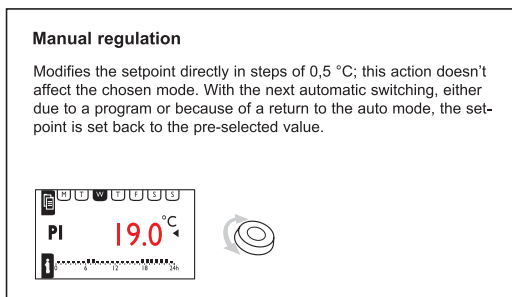 Manual regulation
Modifies the setpoint directly in steps of 0,5 °C; this action doesn't
affect the chosen mode. With the next automatic switching, either
due to a program or because of a return to the auto mode, the set-
point is set back to the pre-selected value.
M T W T F S S
P1 19.0 °C
i 0 6 12 18 24h